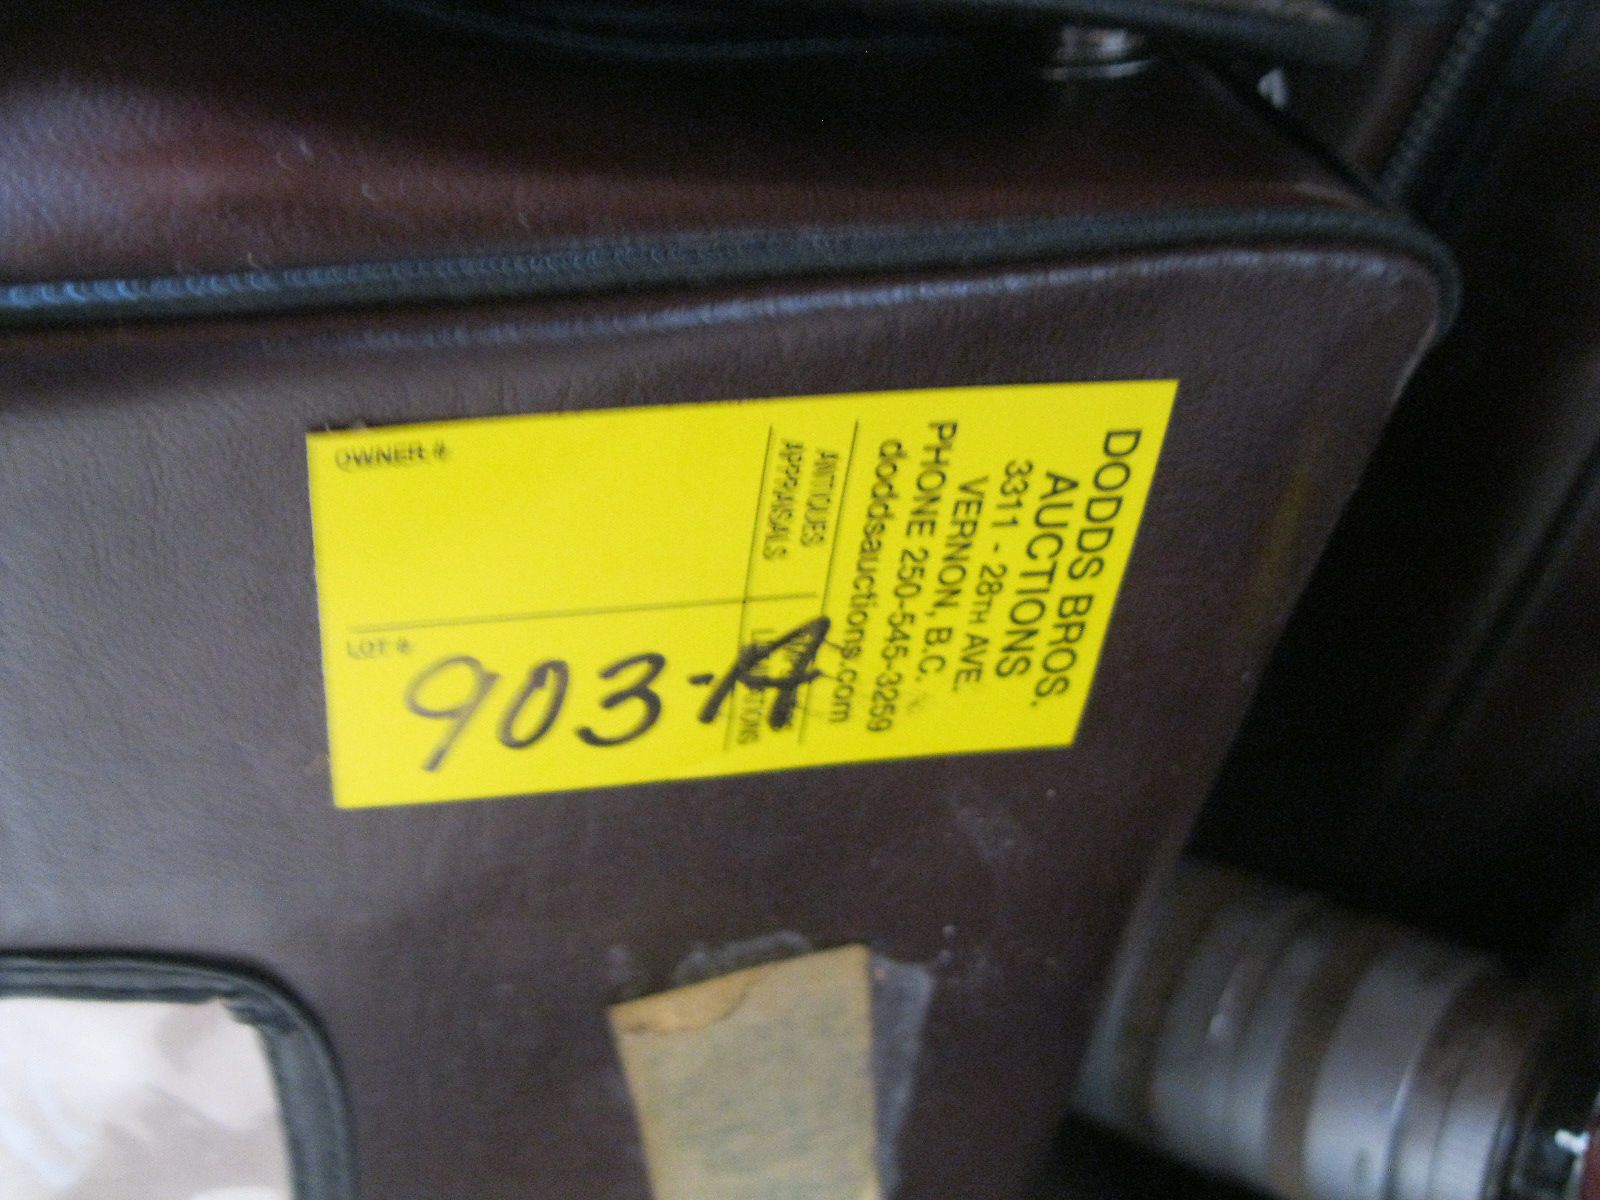 DODDS BROS.
AUCTIONS
3311 - 28TH AVE.
VERNON, B.C.
PHONE 250-545-3259
doddsauctions.com
ANTIQUES
APPRAISALS
OWNER #
LOT #
903-A